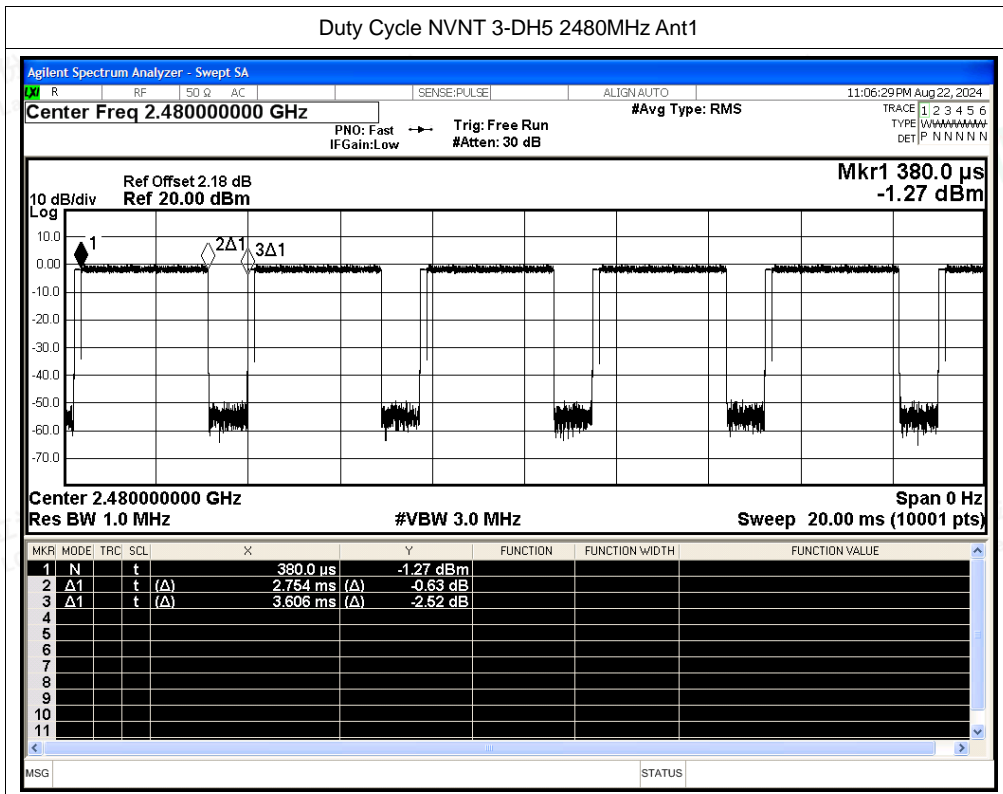 Duty Cycle NVNT 3-DH5 2480MHz Ant1
Agilent Spectrum Analyzer - Swept SA
LXI R RF 50 Ω AC SENSE:PULSE ALIGN AUTO 11:06:29 PM Aug 22, 2024
Center Freq 2.480000000 GHz #Avg Type: RMS TRACE 1 2 3 4 5 6
PNO: Fast Trig: Free Run TYPE WWWWWW
IFGain:Low #Atten: 30 dB DET P N N N N N
Mkr1 380.0 µs
Ref Offset 2.18 dB
10 dB/div Ref 20.00 dBm -1.27 dBm
Log
10.0
1 2Δ1 3Δ1
0.00
-10.0
-20.0
-30.0
-40.0
-50.0
-60.0
-70.0
Center 2.480000000 GHz Span 0 Hz
Res BW 1.0 MHz #VBW 3.0 MHz Sweep 20.00 ms (10001 pts)
MKR MODE TRC SCL X Y FUNCTION FUNCTION WIDTH FUNCTION VALUE
1 N t 380.0 µs -1.27 dBm
2 Δ1 t (Δ) 2.754 ms (Δ) -0.63 dB
3 Δ1 t (Δ) 3.606 ms (Δ) -2.52 dB
4
5
6
7
8
9
10
11
MSG STATUS